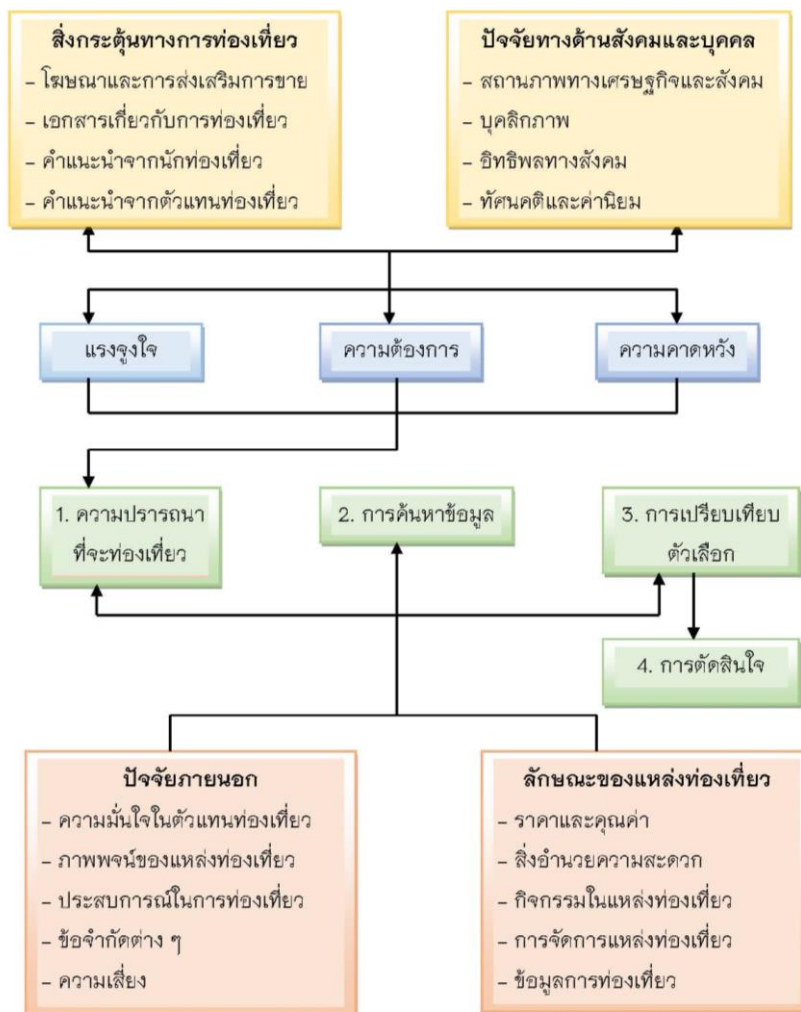 สิ่งกระตุ้นทางการท่องเที่ยว
- โฆษณาและการส่งเสริมการขาย
- เอกสารเกี่ยวกับการท่องเที่ยว
- คำแนะนำจากนักท่องเที่ยว
- คำแนะนำจากตัวแทนท่องเที่ยว
ปัจจัยทางด้านสังคมและบุคคล
- สถานภาพทางเศรษฐกิจและสังคม
- บุคลิกภาพ
- อิทธิพลทางสังคม
- ทัศนคติและค่านิยม
แรงจูงใจ
ความต้องการ
ความคาดหวัง
1. ความปรารถนา
ที่จะท่องเที่ยว
2. การค้นหาข้อมูล
3. การเปรียบเทียบ
ตัวเลือก
4. การตัดสินใจ
ปัจจัยภายนอก
- ความมั่นใจในตัวแทนท่องเที่ยว
- ภาพพจน์ของแหล่งท่องเที่ยว
- ประสบการณ์ในการท่องเที่ยว
- ข้อจำกัดต่าง ๆ
- ความเสี่ยง
ลักษณะของแหล่งท่องเที่ยว
- ราคาและคุณค่า
- สิ่งอำนวยความสะดวก
- กิจกรรมในแหล่งท่องเที่ยว
- การจัดการแหล่งท่องเที่ยว
- ข้อมูลการท่องเที่ยว